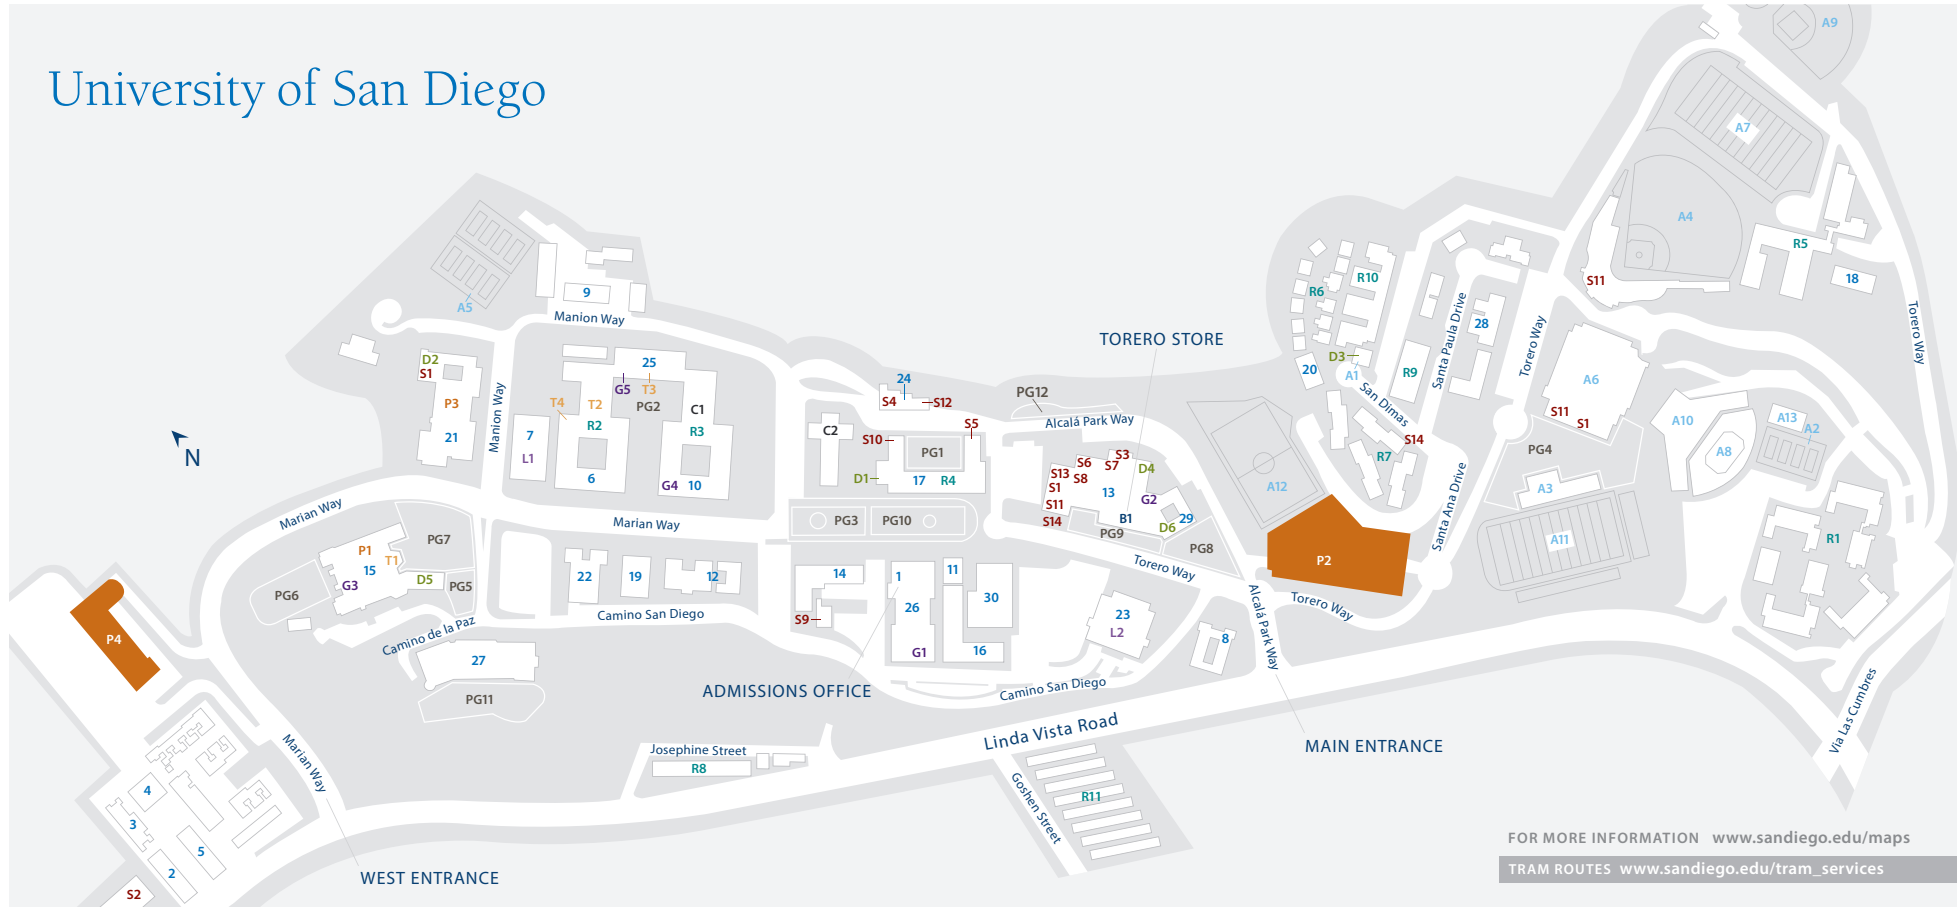 University of San Diego
N
A9
A7
A4
R5
18
S11
Torero Way
A5
9
Manion Way
D2
S1
P3
21
Manion Way
25
G5
T3
PG2
T4
T2
R2
C1
R3
7
L1
6
G4
10
24
S4
S12
C2
S10
S5
PG1
D1
17
R4
PG3
PG10
PG12
Alcalá Park Way
TORERO STORE
S3
S6
S7
S13
S8
S1
S11
S14
13
D4
G2
B1
29
D6
PG9
PG8
Torero Way
A12
R6
R10
D3
A1
20
San Dimas
R9
Santa Paula Drive
28
Torero Way
S14
R7
Santa Ana Drive
P2
Torero Way
A6
S11
S1
PG4
A3
A11
A10
A8
A13
A2
R1
Via Las Cumbres
Marian Way
Marian Way
P1
T1
15
G3
D5
PG7
PG5
PG6
P4
Camino de la Paz
27
PG11
22
19
12
Camino San Diego
14
S9
1
26
G1
11
30
16
ADMISSIONS OFFICE
23
L2
8
Alcalá Park Way
Camino San Diego
Linda Vista Road
MAIN ENTRANCE
Josephine Street
R8
Goshen Street
R11
Marian Way
4
3
5
2
S2
WEST ENTRANCE
FOR MORE INFORMATION www.sandiego.edu/maps
TRAM ROUTES www.sandiego.edu/tram_services